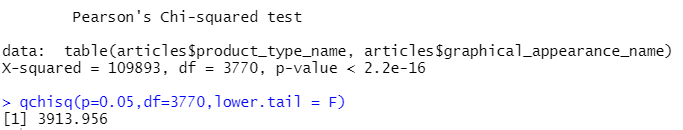 Pearson's Chi-squared test
data:  table(articles$product_type_name, articles$graphical_appearance_name)
X-squared = 109893, df = 3770, p-value < 2.2e-16
> qchisq(p=0.05,df=3770,lower.tail = F)
[1] 3913.956